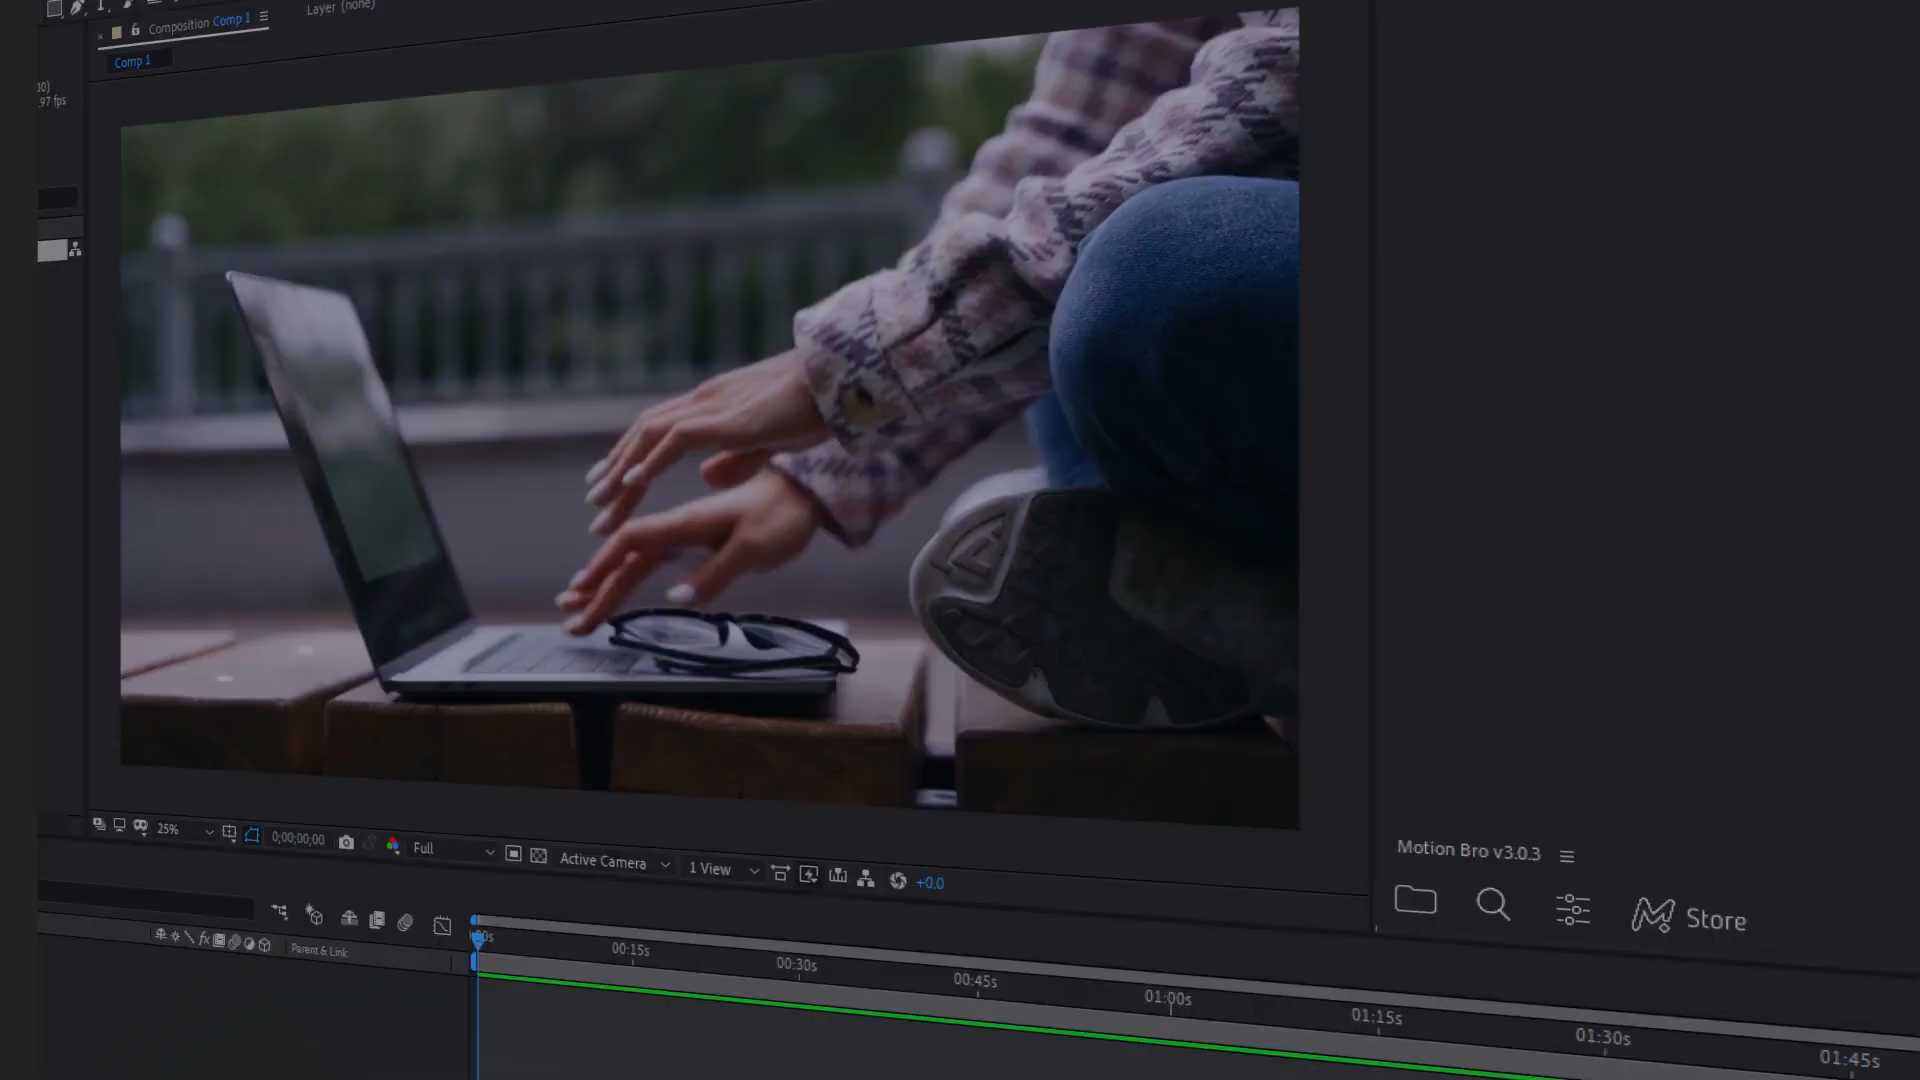 Composition Comp 1
Layer (none)
Comp 1
00)
97 fps
25%
0;00;00;00
Full
Active Camera
1 View
+0.0
Motion Bro v3.0.3
Store
fx
Parent & Link
00:15s
00:30s
00:45s
01:00s
01:15s
01:30s
01:45s